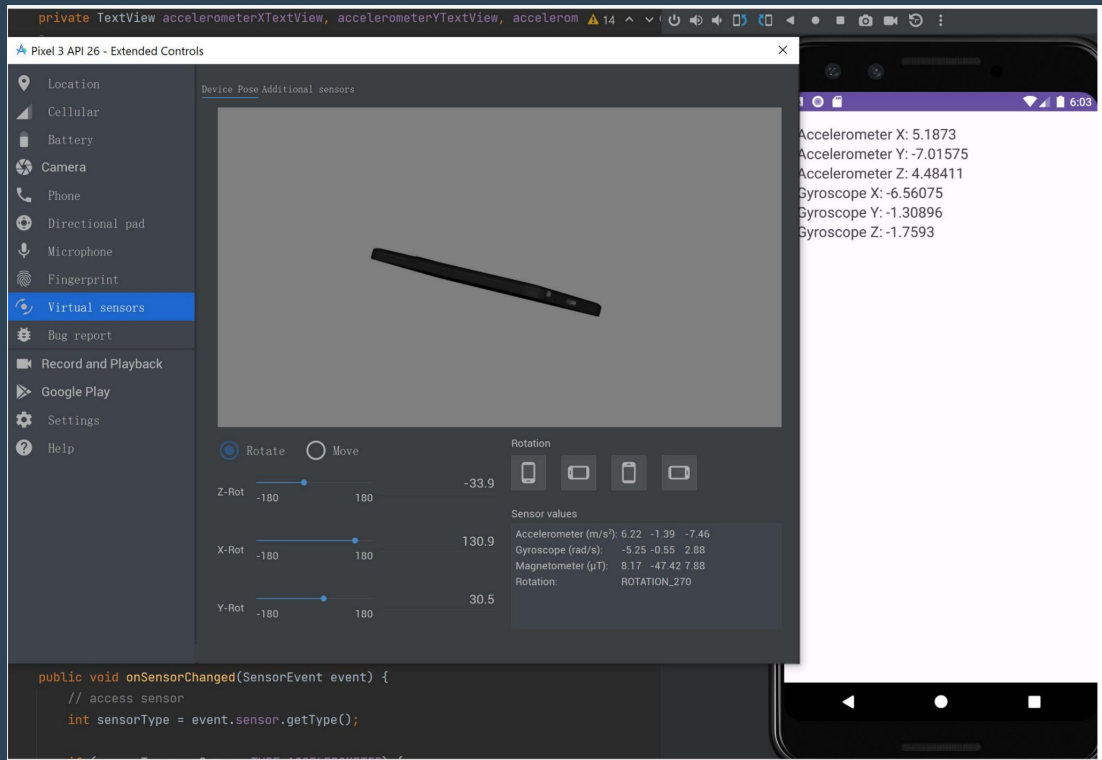 private TextView accelerometerXTextView, accelerometerYTextView, accelerom 14
Pixel 3 API 26 - Extended Controls
Location
Cellular
Battery
Camera
Phone
Directional pad
Microphone
Fingerprint
Virtual sensors
Bug report
Record and Playback
Google Play
Settings
Help
Device Pose Additional sensors
Rotate Move
Z-Rot -180 180 -33.9
X-Rot -180 180 130.9
Y-Rot -180 180 30.5
Rotation
Sensor values
Accelerometer (m/s²): 6.22 -1.39 -7.46
Gyroscope (rad/s): -5.25 -0.55 2.88
Magnetometer (μT): 8.17 -47.42 7.88
Rotation: ROTATION_270
6:03
Accelerometer X: 5.1873
Accelerometer Y: -7.01575
Accelerometer Z: 4.48411
Gyroscope X: -6.56075
Gyroscope Y: -1.30896
Gyroscope Z: -1.7593
public void onSensorChanged(SensorEvent event) {
// access sensor
int sensorType = event.sensor.getType();